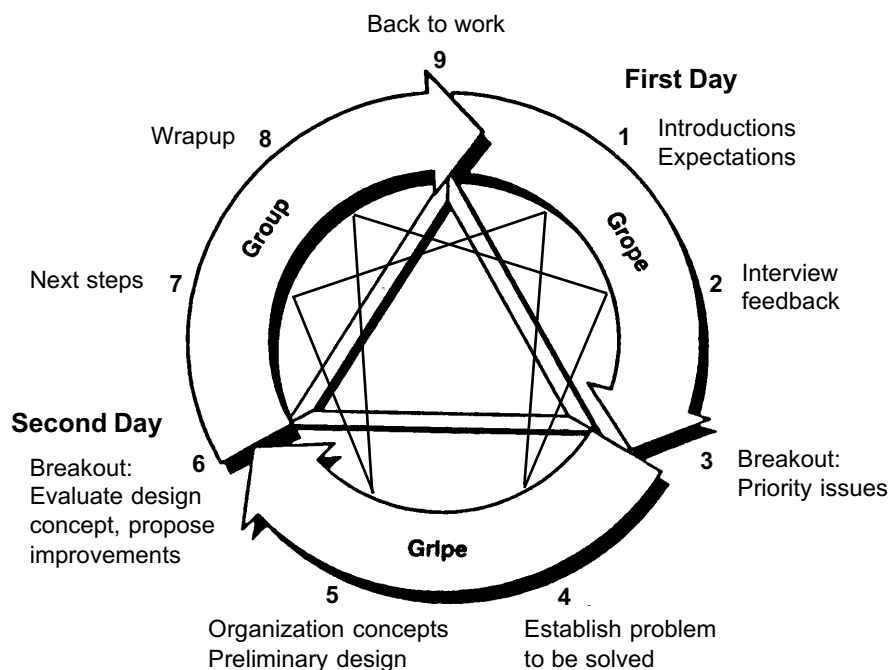 Back to work
9
First Day
1
Introductions
Expectations
Grope
2
Interview
feedback
3
Breakout:
Priority issues
4
Establish problem
to be solved
Gripe
5
Organization concepts
Preliminary design
Second Day
6
Breakout:
Evaluate design
concept, propose
improvements
7
Next steps
Group
8
Wrapup